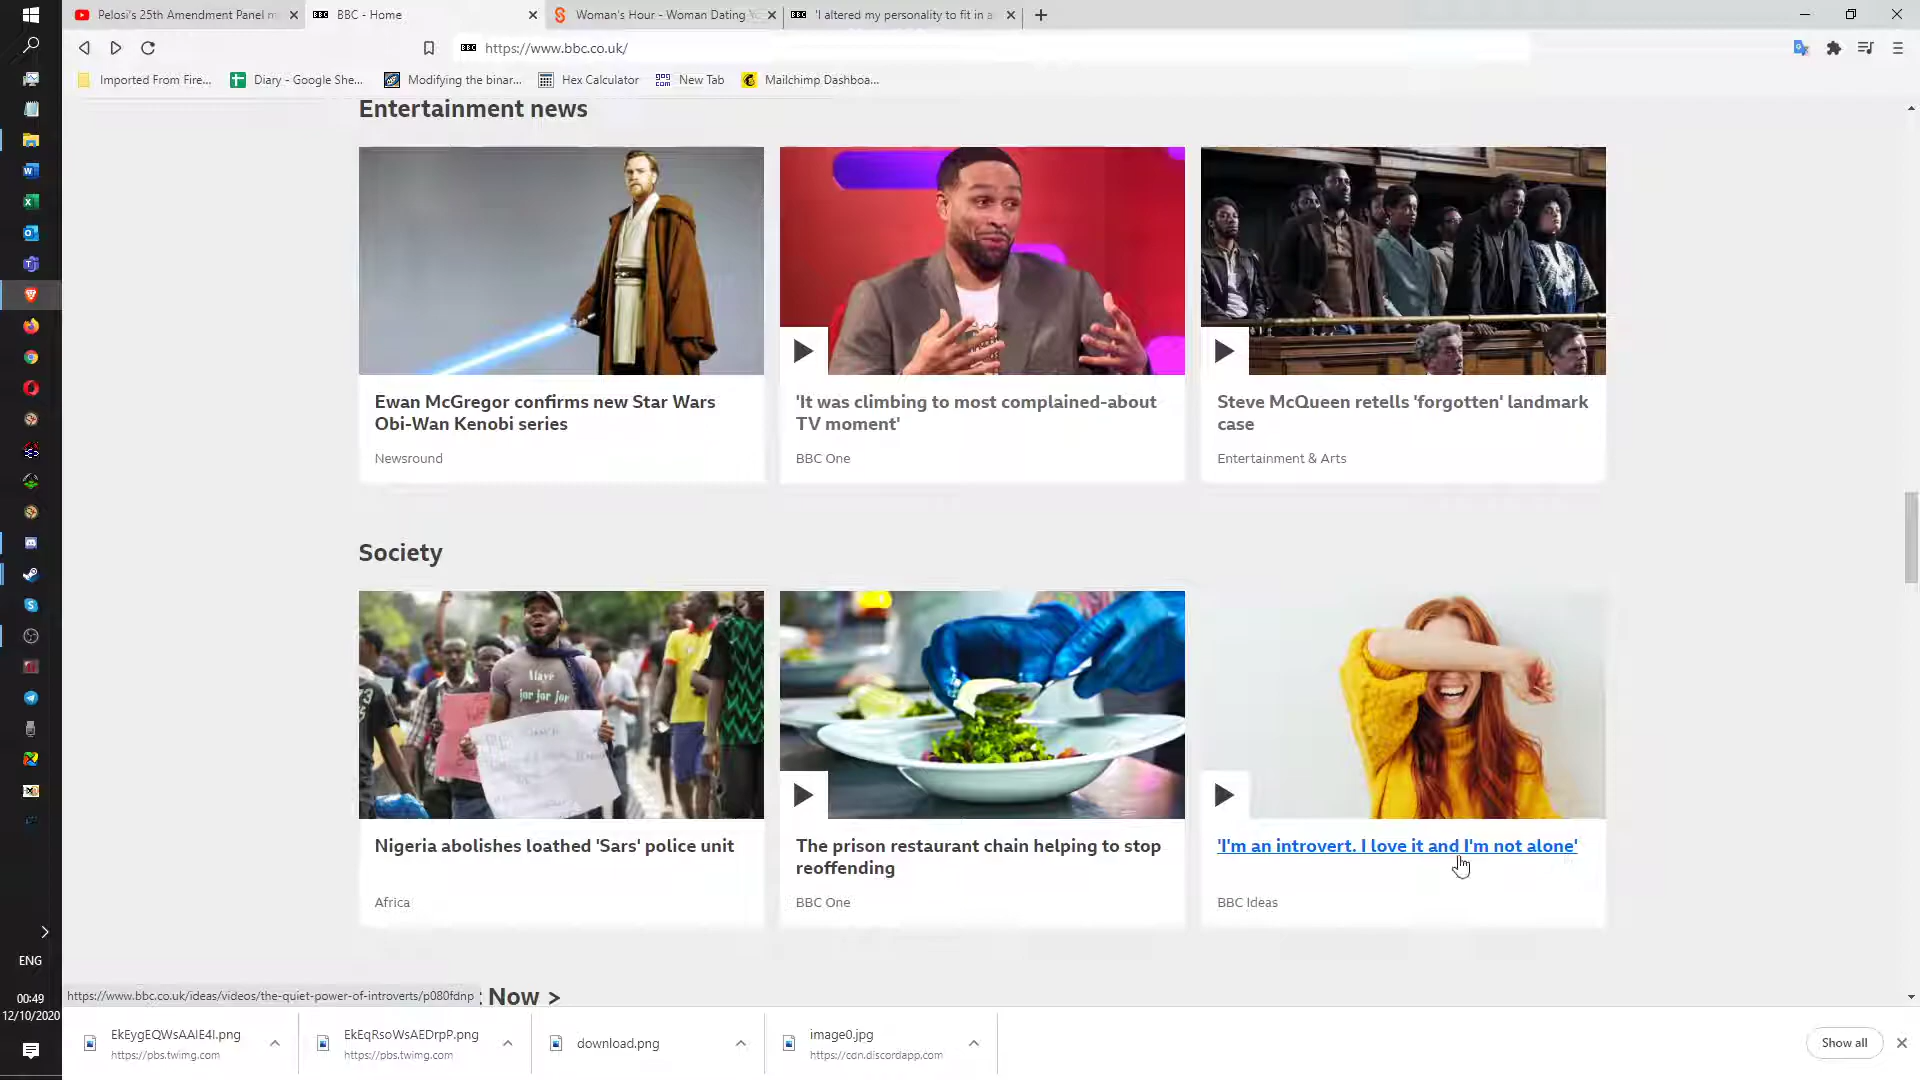 Pelosi's 25th Amendment Panel m
BBC - Home
Woman's Hour - Woman Dating Yo
'I altered my personality to fit in a
https://www.bbc.co.uk/
Imported From Fire...
Diary - Google She...
Modifying the binar...
Hex Calculator
New Tab
Mailchimp Dashboa...
Entertainment news
Ewan McGregor confirms new Star Wars
Obi-Wan Kenobi series
Newsround
'It was climbing to most complained-about
TV moment'
BBC One
Steve McQueen retells 'forgotten' landmark
case
Entertainment & Arts
Society
Alaye
jor jor jor
Nigeria abolishes loathed 'Sars' police unit
Africa
The prison restaurant chain helping to stop
reoffending
BBC One
'I'm an introvert. I love it and I'm not alone'
BBC Ideas
Now >
https://www.bbc.co.uk/ideas/videos/the-quiet-power-of-introverts/p080fdnp
ENG
00:49
12/10/2020
EkEygEQWsAAIE4I.png
https://pbs.twimg.com
EkEqRsoWsAEDrpP.png
https://pbs.twimg.com
download.png
image0.jpg
https://cdn.discordapp.com
Show all